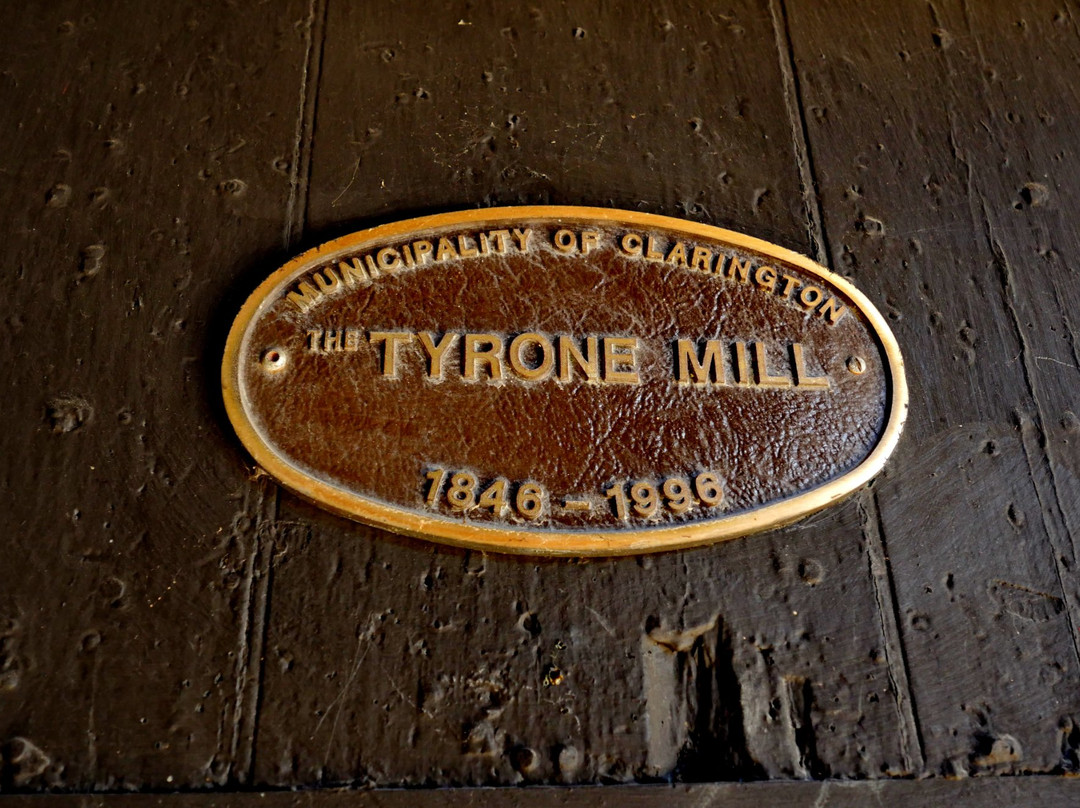 MUNICIPALITY OF CLARINGTON
THE TYRONE MILL
1846 – 1996